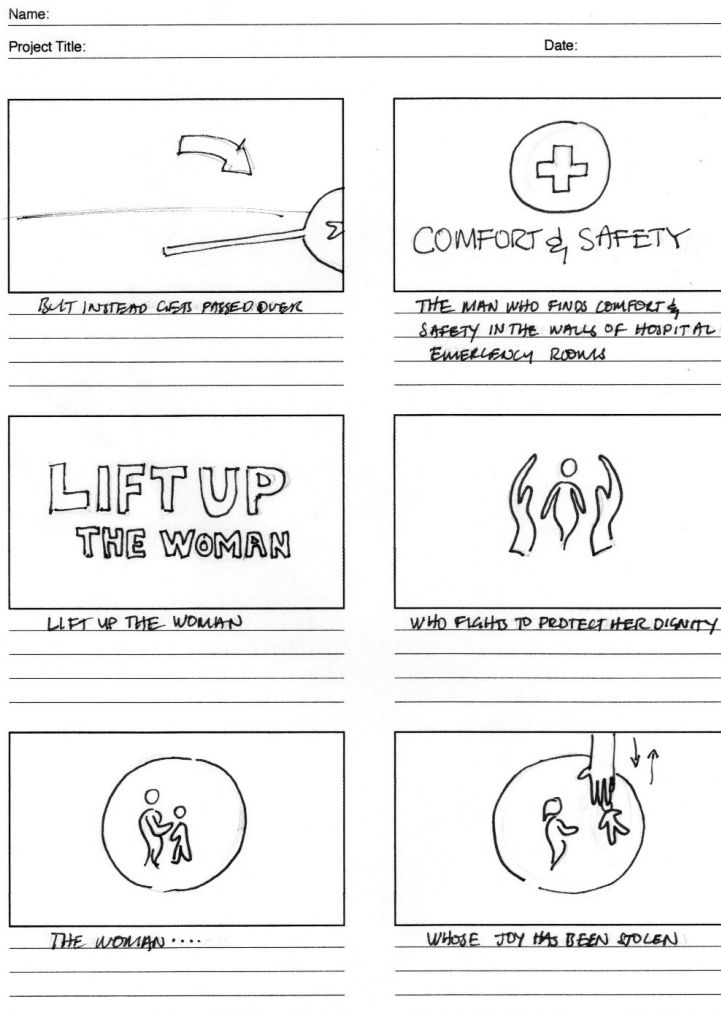 Name:
Project Title:
Date:
BUT INSTEAD GETS PASSED OVER
COMFORT & SAFETY
THE MAN WHO FINDS COMFORT &
SAFETY IN THE WALLS OF HOSPITAL
EMERGENCY ROOMS
LIFT UP
THE WOMAN
LIFT UP THE WOMAN
WHO FIGHTS TO PROTECT HER DIGNITY
THE WOMAN ....
WHOSE JOY HAS BEEN STOLEN